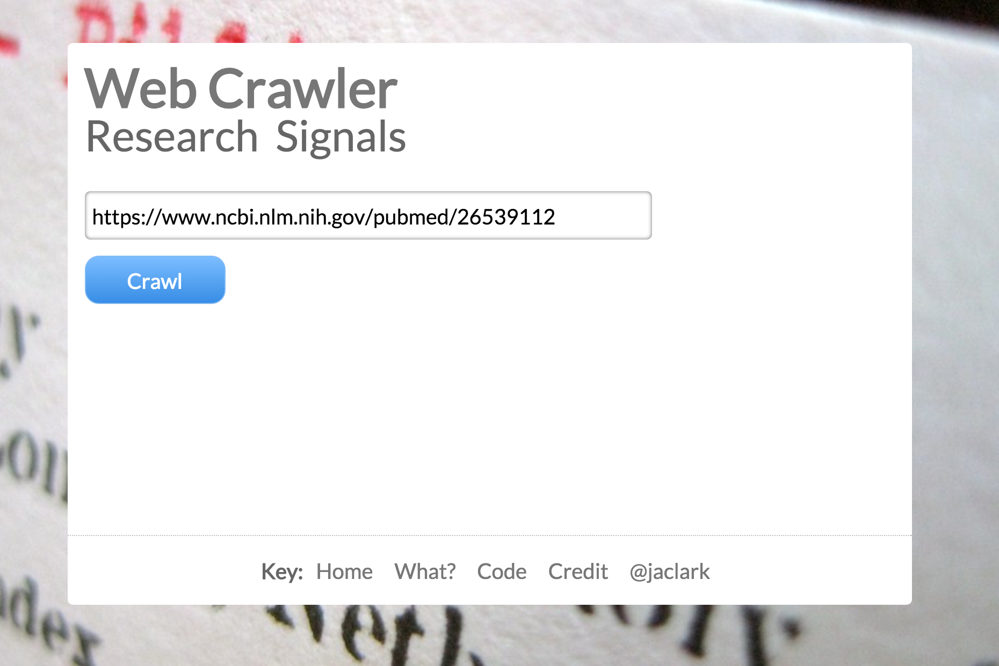 Web Crawler
Research Signals
https://www.ncbi.nlm.nih.gov/pubmed/26539112
Crawl
Key: Home What? Code Credit @jaclark